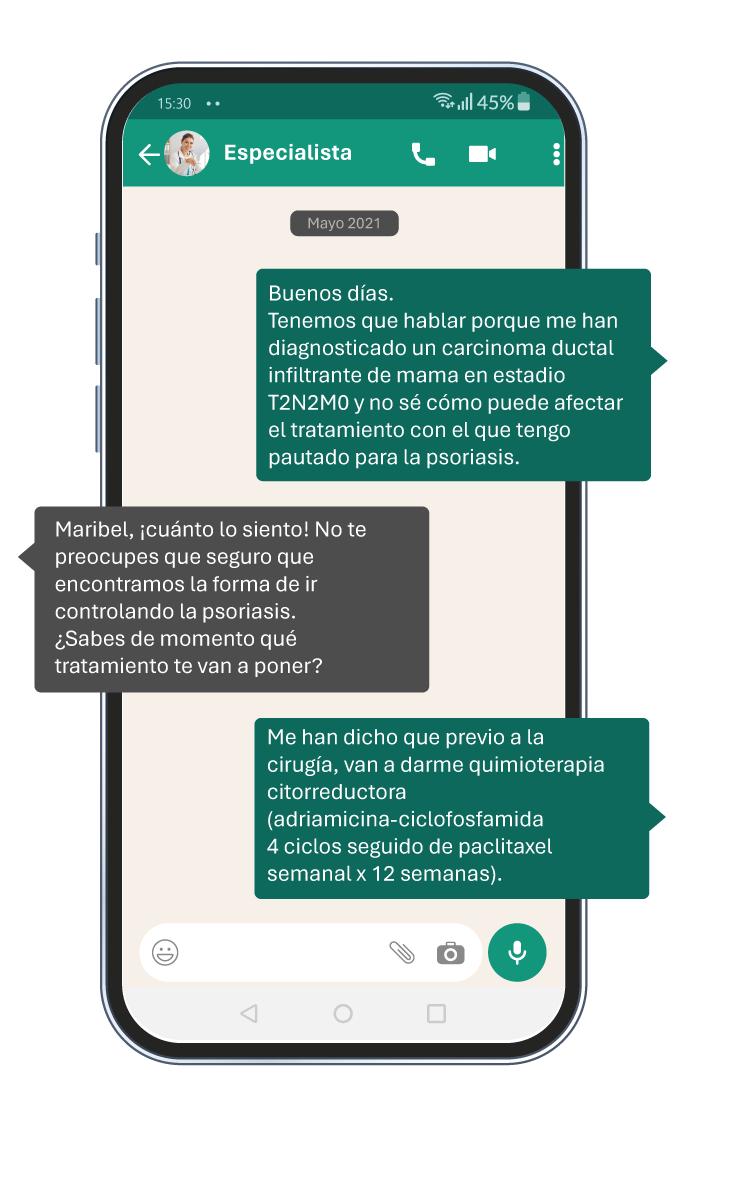 15:30
45%
Especialista
Mayo 2021
Buenos días.
Tenemos que hablar porque me han
diagnosticado un carcinoma ductal
infiltrante de mama en estadio
T2N2M0 y no sé cómo puede afectar
el tratamiento con el que tengo
pautado para la psoriasis.
Maribel, ¡cuánto lo siento! No te
preocupes que seguro que
encontramos la forma de ir
controlando la psoriasis.
¿Sabes de momento qué
tratamiento te van a poner?
Me han dicho que previo a la
cirugía, van a darme quimioterapia
citorreductora
(adriamicina-ciclofosfamida
4 ciclos seguido de paclitaxel
semanal x 12 semanas).